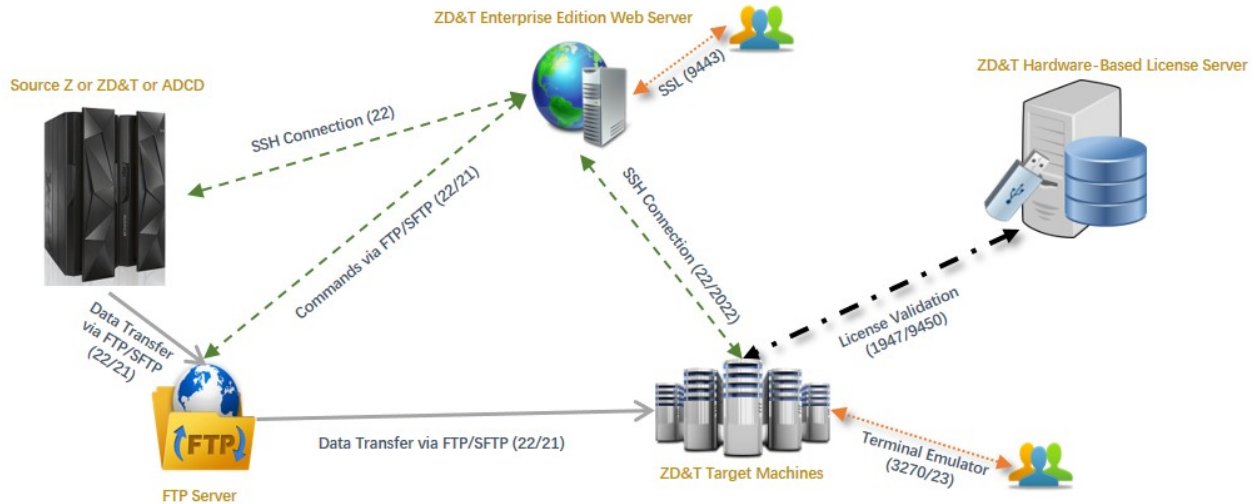 ZD&T Enterprise Edition Web Server
SSL (9443)
ZD&T Hardware-Based License Server
Source Z or ZD&T or ADCD
SSH Connection (22)
Commands via FTP/SFTP (22/21)
SSH Connection (22/2022)
License Validation
(1947/9450)
Data Transfer
via FTP/SFTP
(22/21)
FTP
Data Transfer via FTP/SFTP (22/21)
Terminal Emulator
(3270/23)
ZD&T Target Machines
FTP Server